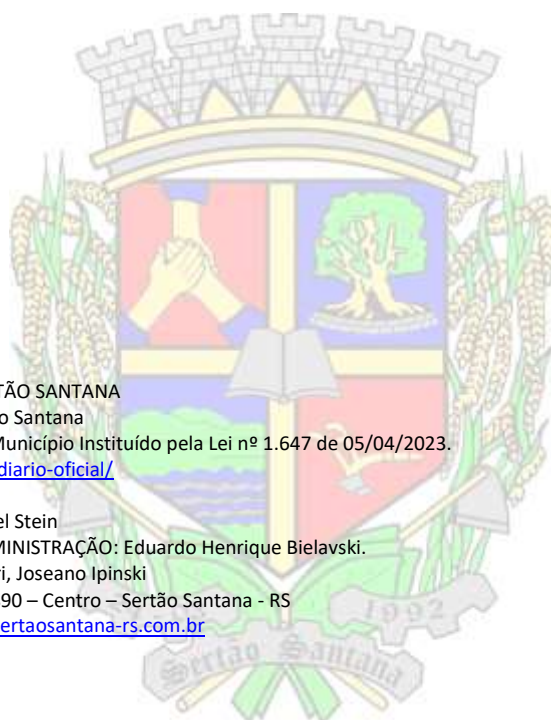 TÃO SANTANA
o Santana
Município Instituído pela Lei nº 1.647 de 05/04/2023.
diario-oficial/
el Stein
MINISTRAÇÃO: Eduardo Henrique Bielavski.
ri, Joseano Ipinski
90 – Centro – Sertão Santana - RS
sertaosantana-rs.com.br
1992
Sertão Santana